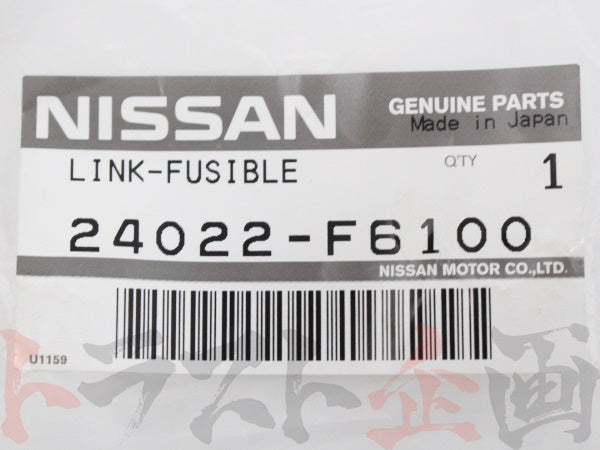 NISSAN
GENUINE PARTS
Made in Japan
LINK-FUSIBLE
Q'TY 1
24022-F6100
NISSAN MOTOR CO.,LTD.
U1159
トラスト企画